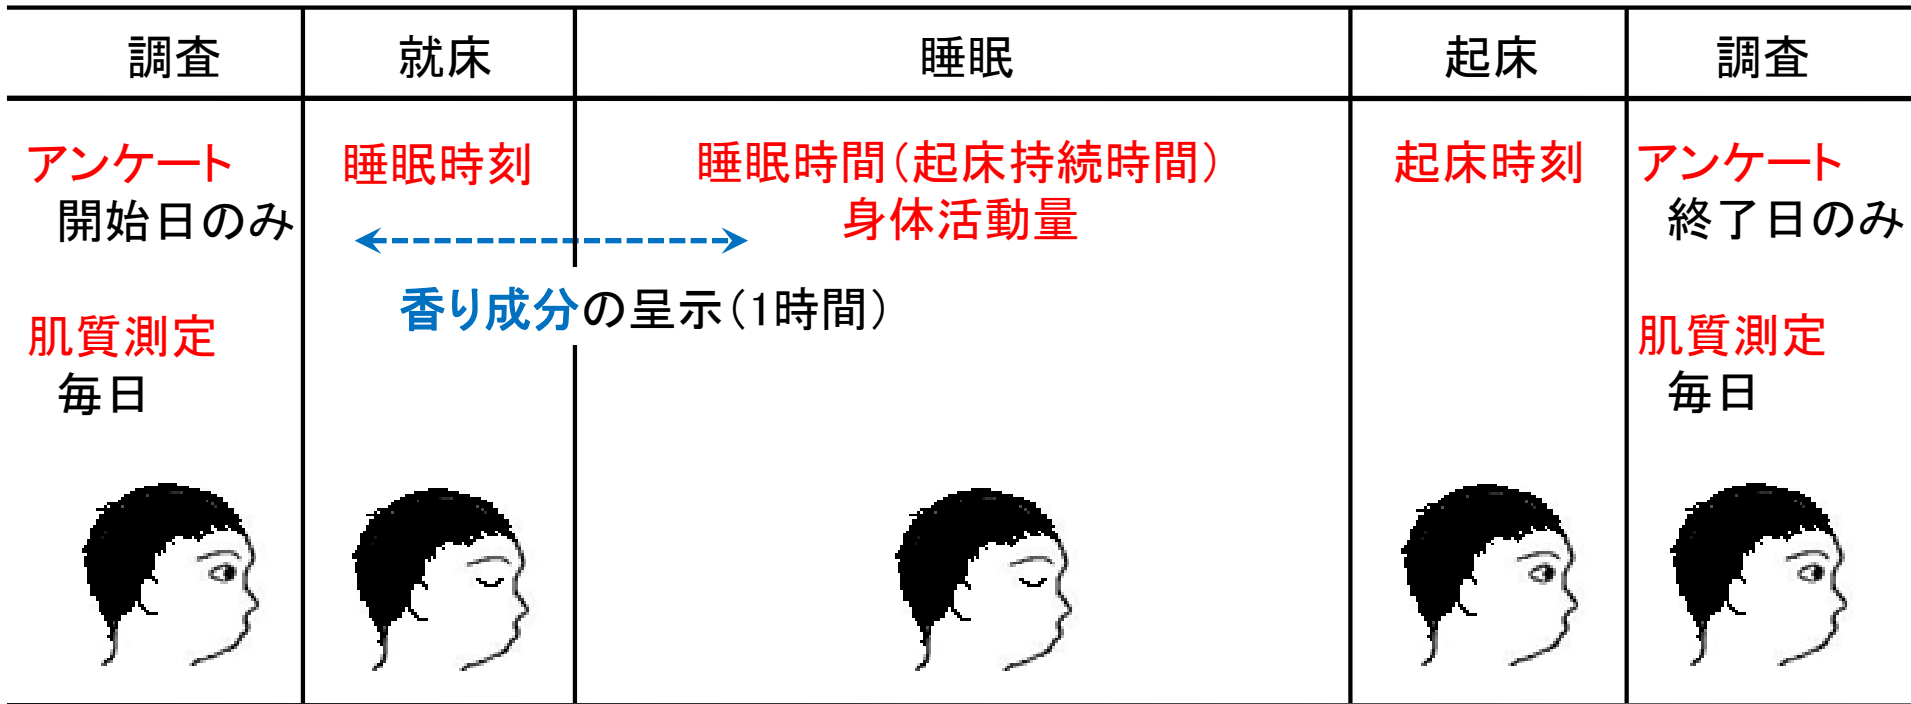 調査
就床
睡眠
起床
調査
アンケート
開始日のみ
肌質測定
毎日
睡眠時刻
睡眠時間(起床持続時間)
身体活動量
香り成分の呈示(1時間)
起床時刻
アンケート
終了日のみ
肌質測定
毎日